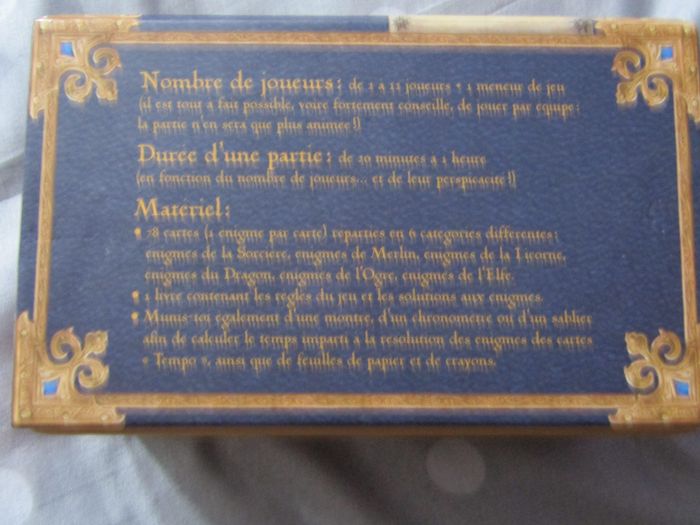 Nombre de joueurs : de 2 à 11 joueurs + 1 meneur de jeu
(il est tout à fait possible, voire fortement conseillé, de jouer par équipe :
la partie n'en sera que plus animée !)
Durée d'une partie : de 20 minutes à 1 heure
(en fonction du nombre de joueurs... et de leur perspicacité !)
Matériel :
78 cartes (1 énigme par carte) réparties en 6 catégories différentes :
énigmes de la Sorcière, énigmes de Merlin, énigmes de la Licorne,
énigmes du Dragon, énigmes de l'Ogre, énigmes de l'Elfe.
1 livre contenant les règles du jeu et les solutions aux énigmes.
Munis-toi également d'une montre, d'un chronomètre ou d'un sablier
afin de calculer le temps imparti à la résolution des énigmes des cartes
« Tempo », ainsi que de feuilles de papier et de crayons.